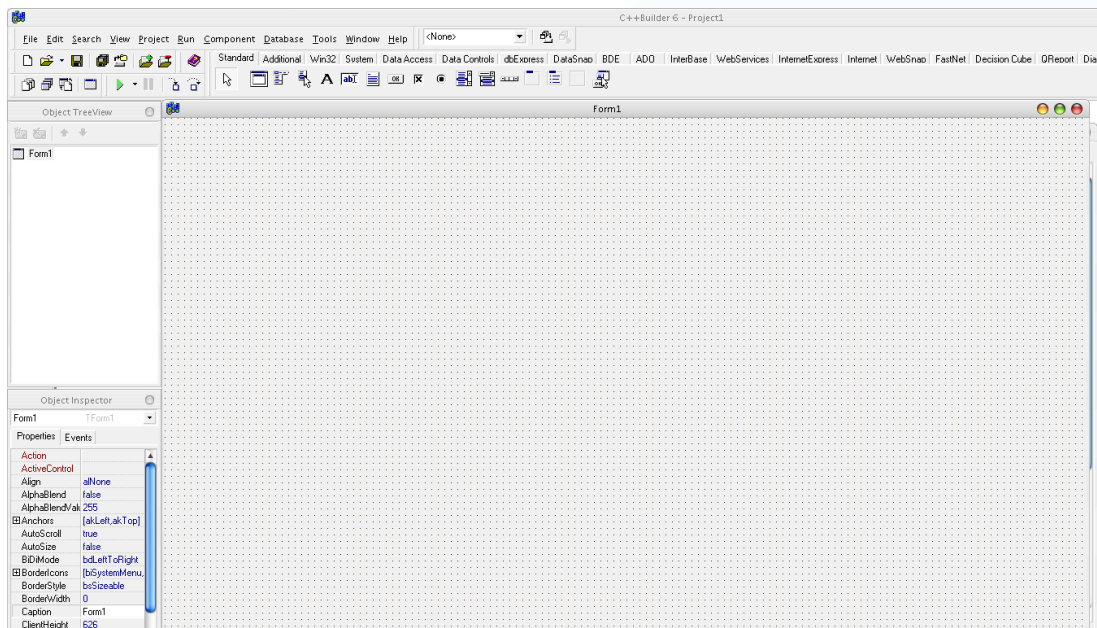 C++Builder 6 - Project1
File Edit Search View Project Run Component Database Tools Window Help <None>
Standard Additional Win32 System Data Access Data Controls dbExpress DataSnap BDE ADO InterBase WebServices InternetExpress Internet WebSnap FastNet Decision Cube QReport Dia
A ab OK
Object TreeView
Form1
Form1
Object Inspector
Form1 TForm1
Properties Events
Action
ActiveControl
Align alNone
AlphaBlend false
AlphaBlendVal 255
Anchors [akLeft,akTop]
AutoScroll true
AutoSize false
BiDiMode bdLeftToRight
BorderIcons [biSystemMenu,
BorderStyle bsSizeable
BorderWidth 0
Caption Form1
ClientHeight 626